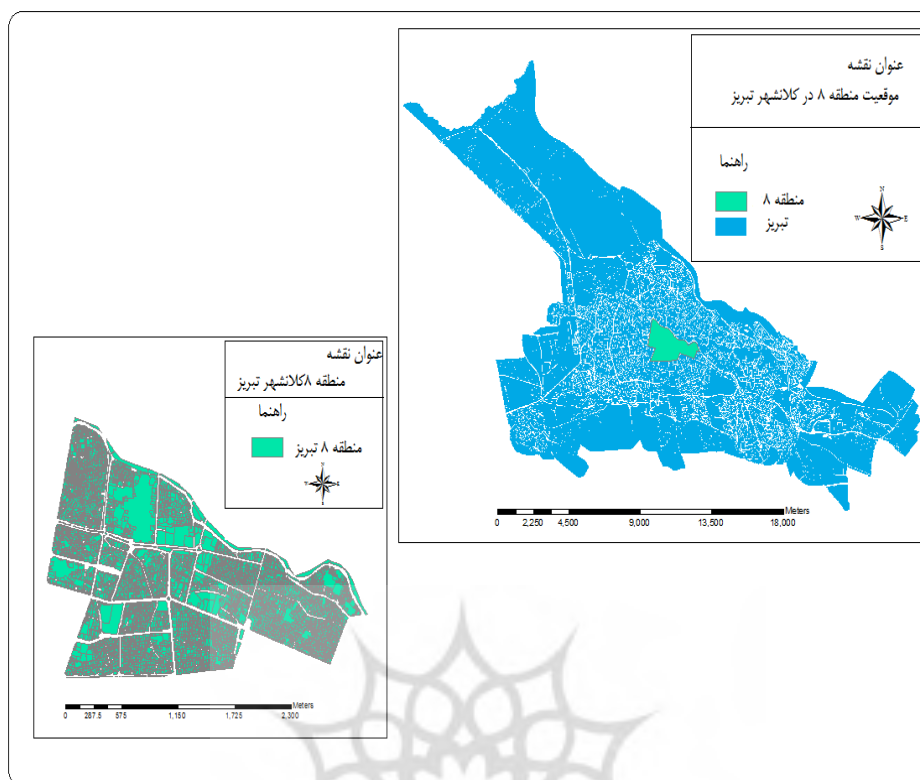 عنوان نقشه
موقعیت منطقه ۸ در کلانشهر تبریز
راهنما
منطقه ۸
تبریز
N
W E
S
Meters
0 2,250 4,500 9,000 13,500 18,000
عنوان نقشه
منطقه ۸کلانشهر تبریز
راهنما
منطقه ۸ تبریز
Meters
0 287.5 575 1,150 1,725 2,300